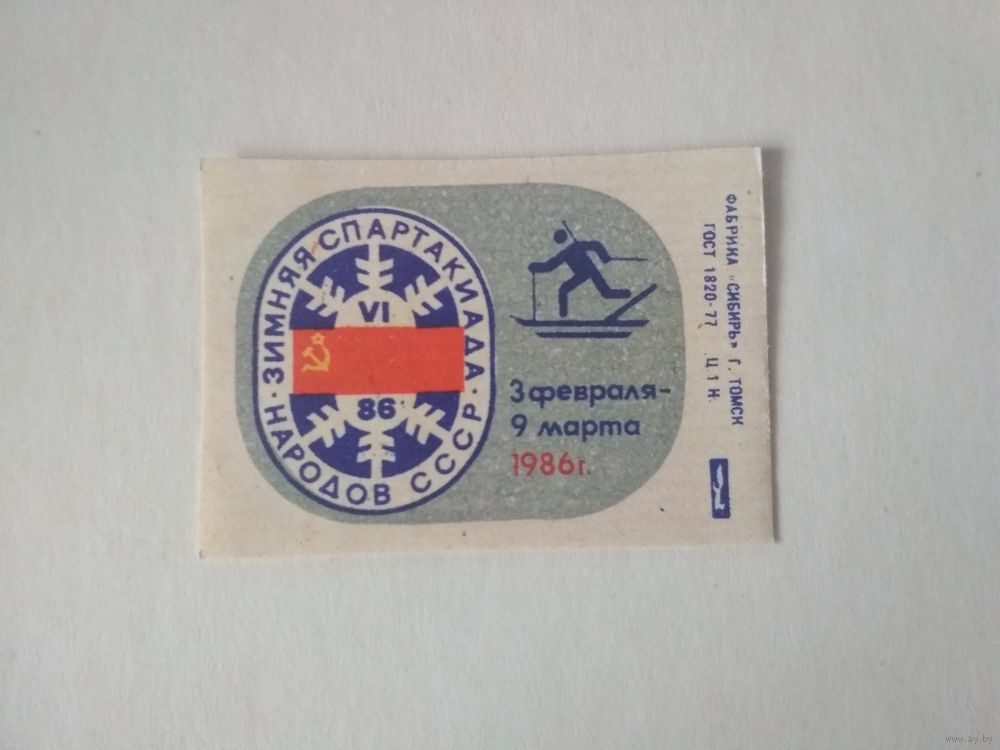 ЗИМНЯЯ СПАРТАКИАДА
НАРОДОВ СССР
VI
86
3 февраля-
9 марта
1986г.
ФАБРИКА „СИБИРЬ" Г. ТОМСК
ГОСТ 1820-77 Ц. 1 К.
www.ay.by